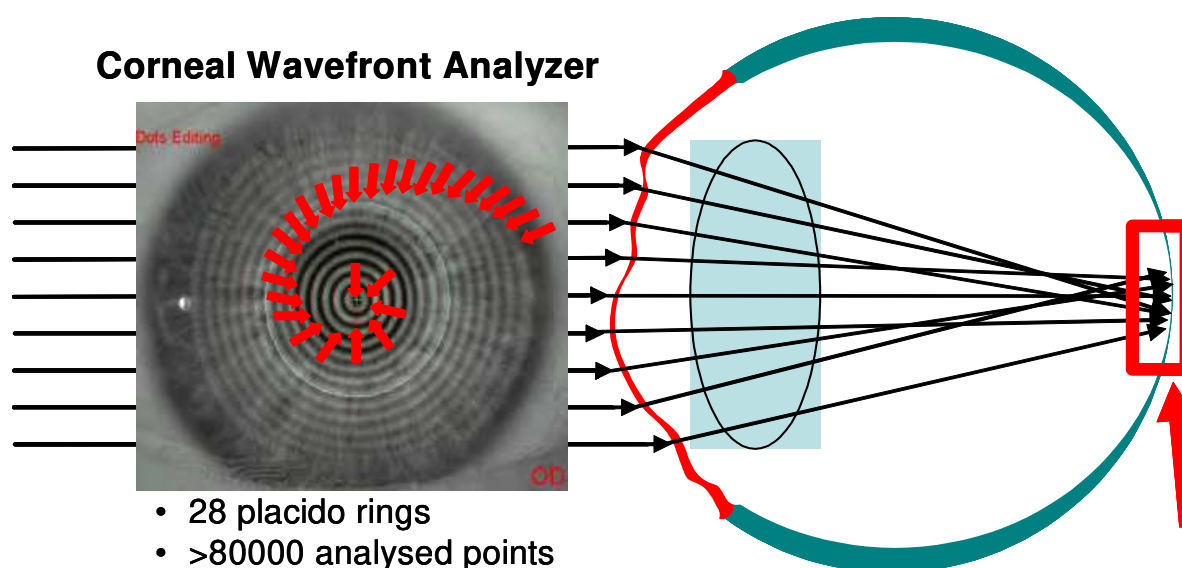 Corneal Wavefront Analyzer
Dots Editing
OD
• 28 placido rings
• >80000 analysed points